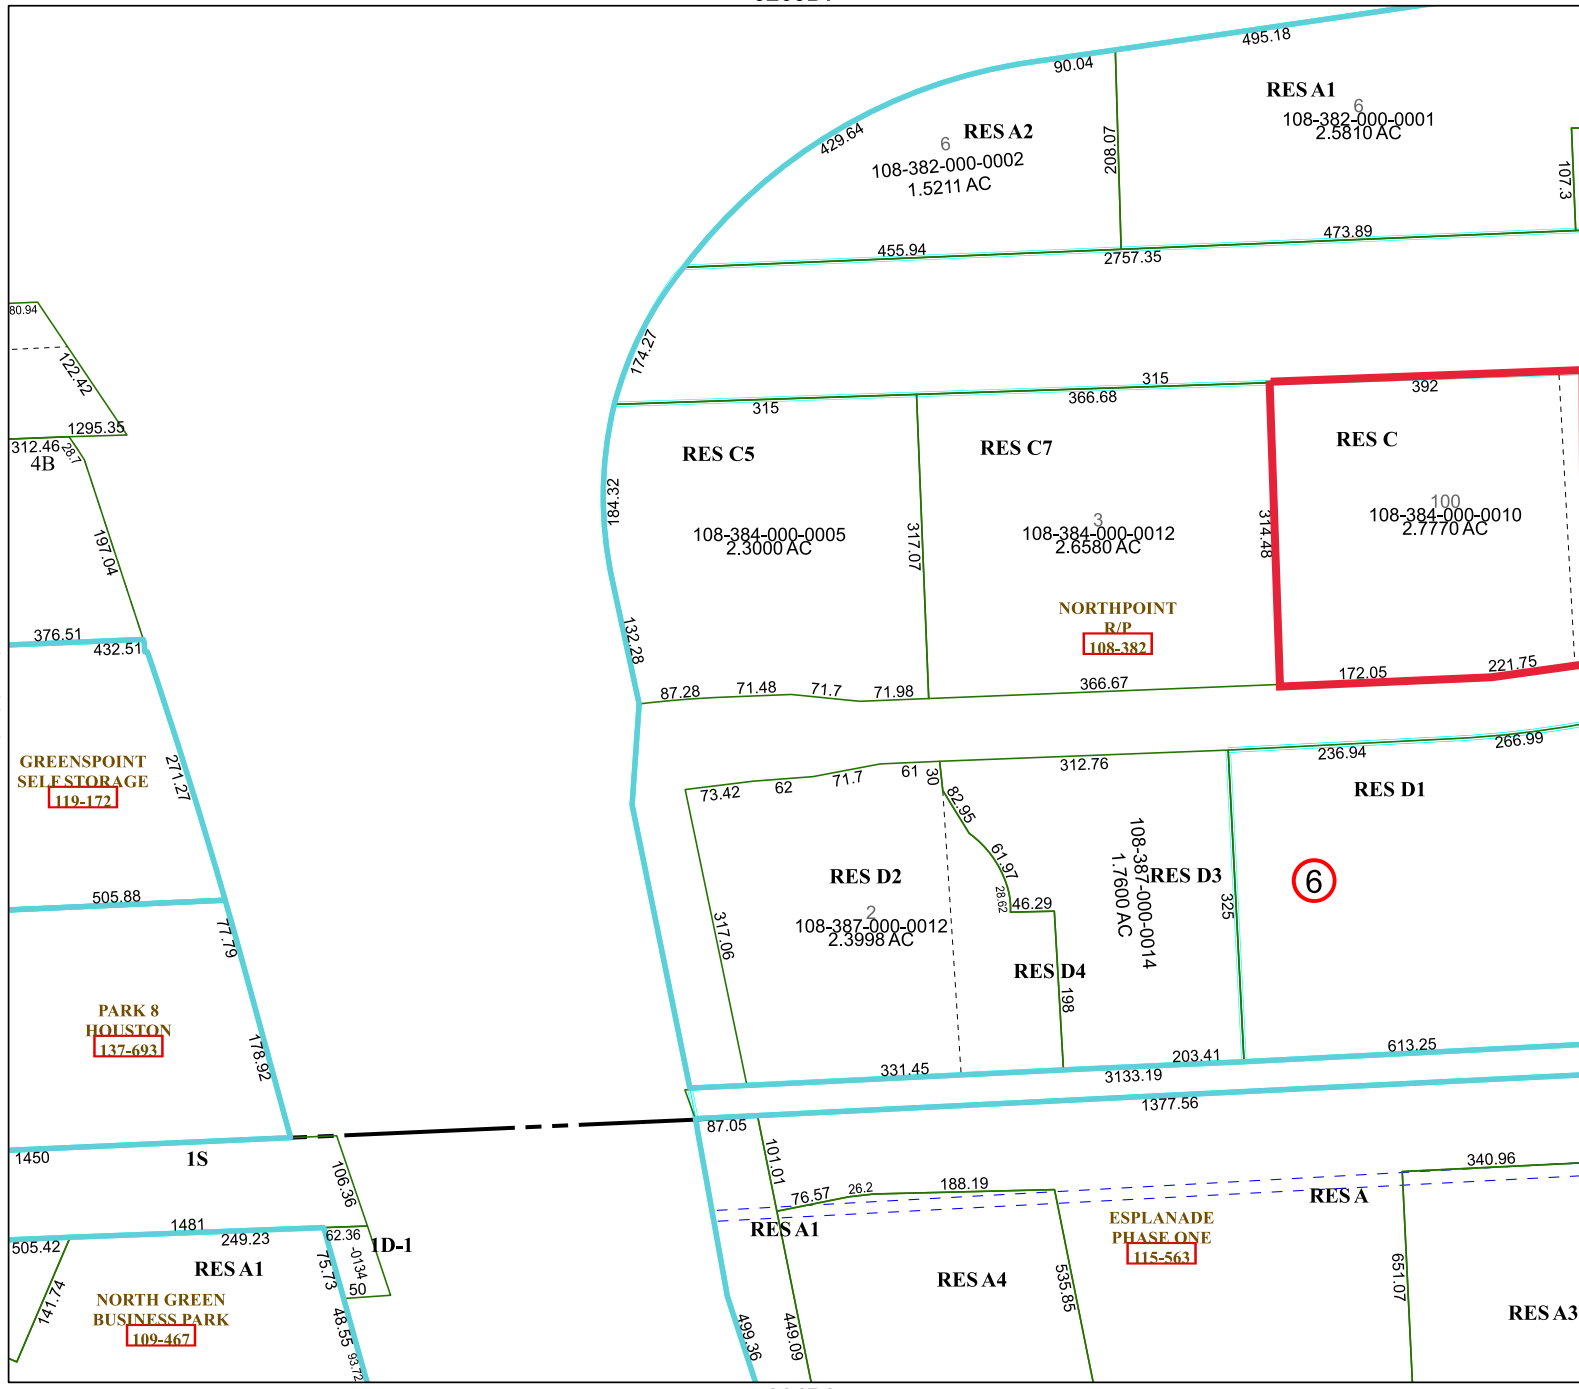 495.18
90.04
RES A1
6
108-382-000-0001
2.5810 AC
429.64
RES A2
6
108-382-000-0002
1.5211 AC
208.07
107.3
473.89
455.94
2757.35
80.94
122.42
174.27
315
366.68
315
392
1295.35
312.46
28.7
4B
RES C5
RES C7
RES C
184.32
108-384-000-0005
2.3000 AC
317.07
3
108-384-000-0012
2.6580 AC
314.48
100
108-384-000-0010
2.7770 AC
197.04
NORTHPOINT
R/P
108-382
376.51
432.51
132.28
87.28
71.48
71.7
71.98
366.67
172.05
221.75
GREENSPOINT
SELF STORAGE
119-172
271.27
73.42
62
71.7
61
30
312.76
236.94
266.99
RES D1
82.95
61.97
28.62
46.29
108-387-000-0014
1.7600 AC
RES D2
RES D3
6
2
108-387-000-0012
2.3998 AC
317.06
325
505.88
77.79
RES D4
198
PARK 8
HOUSTON
137-693
178.92
331.45
203.41
613.25
3133.19
1377.56
87.05
1450
1S
106.36
101.01
76.57
26.2
188.19
340.96
RES A
RES A1
ESPLANADE
PHASE ONE
115-563
1481
249.23
505.42
62.36
1D-1
-0134
50
75.73
RES A1
RES A4
535.85
651.07
141.74
NORTH GREEN
BUSINESS PARK
109-467
48.55
93.72
499.36
449.09
RES A3